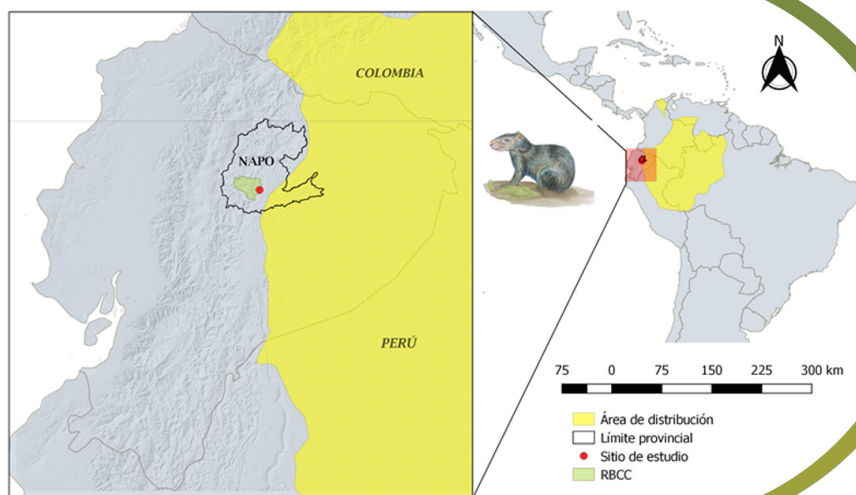 COLOMBIA
NAPO
PERÚ
N
75 0 75 150 225 300 km
Área de distribución
Límite provincial
Sitio de estudio
RBCC